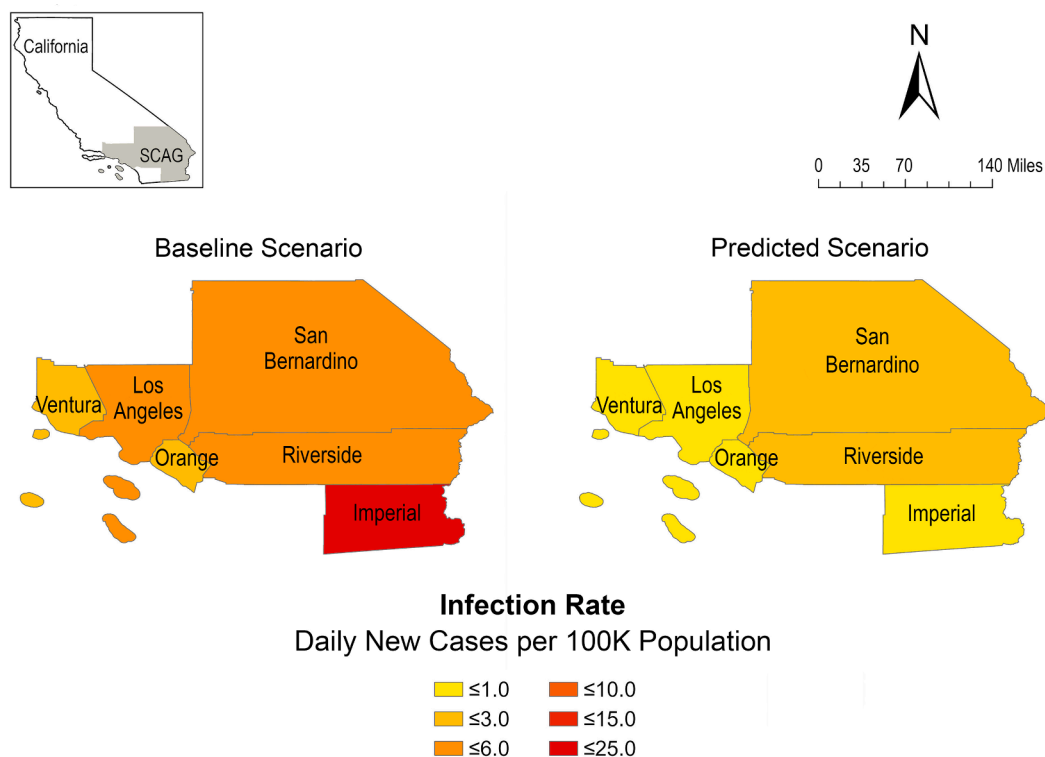 California
SCAG
N
0 35 70 140 Miles
Baseline Scenario
San
Bernardino
Los
Angeles
Ventura
Orange
Riverside
Imperial
Predicted Scenario
San
Bernardino
Los
Angeles
Ventura
Orange
Riverside
Imperial
Infection Rate
Daily New Cases per 100K Population
≤1.0
≤3.0
≤6.0
≤10.0
≤15.0
≤25.0